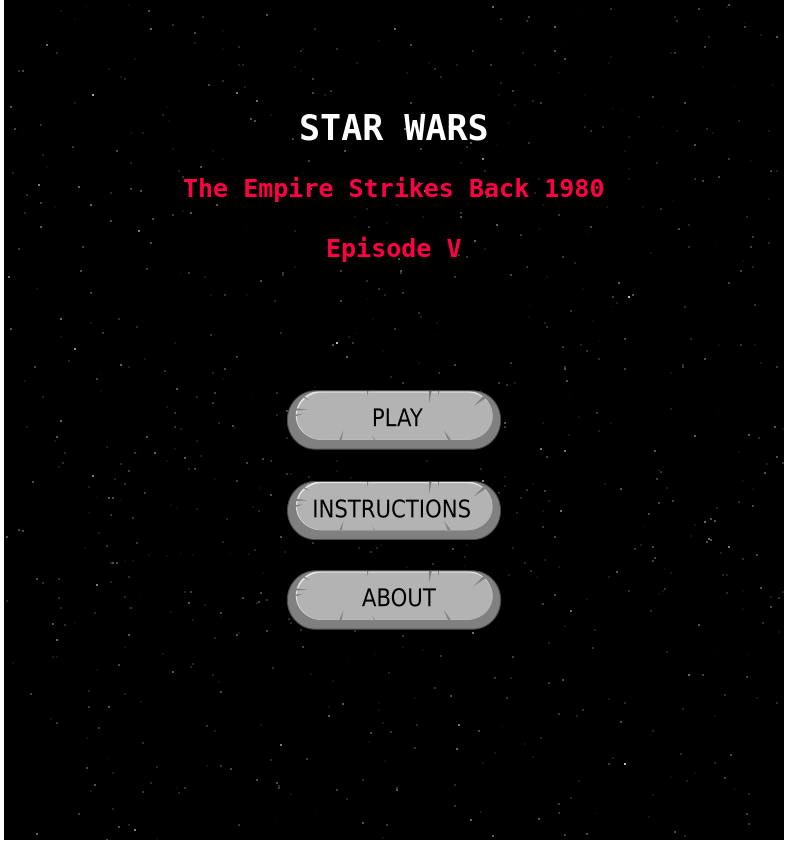 STAR WARS
The Empire Strikes Back 1980
Episode V
PLAY
INSTRUCTIONS
ABOUT